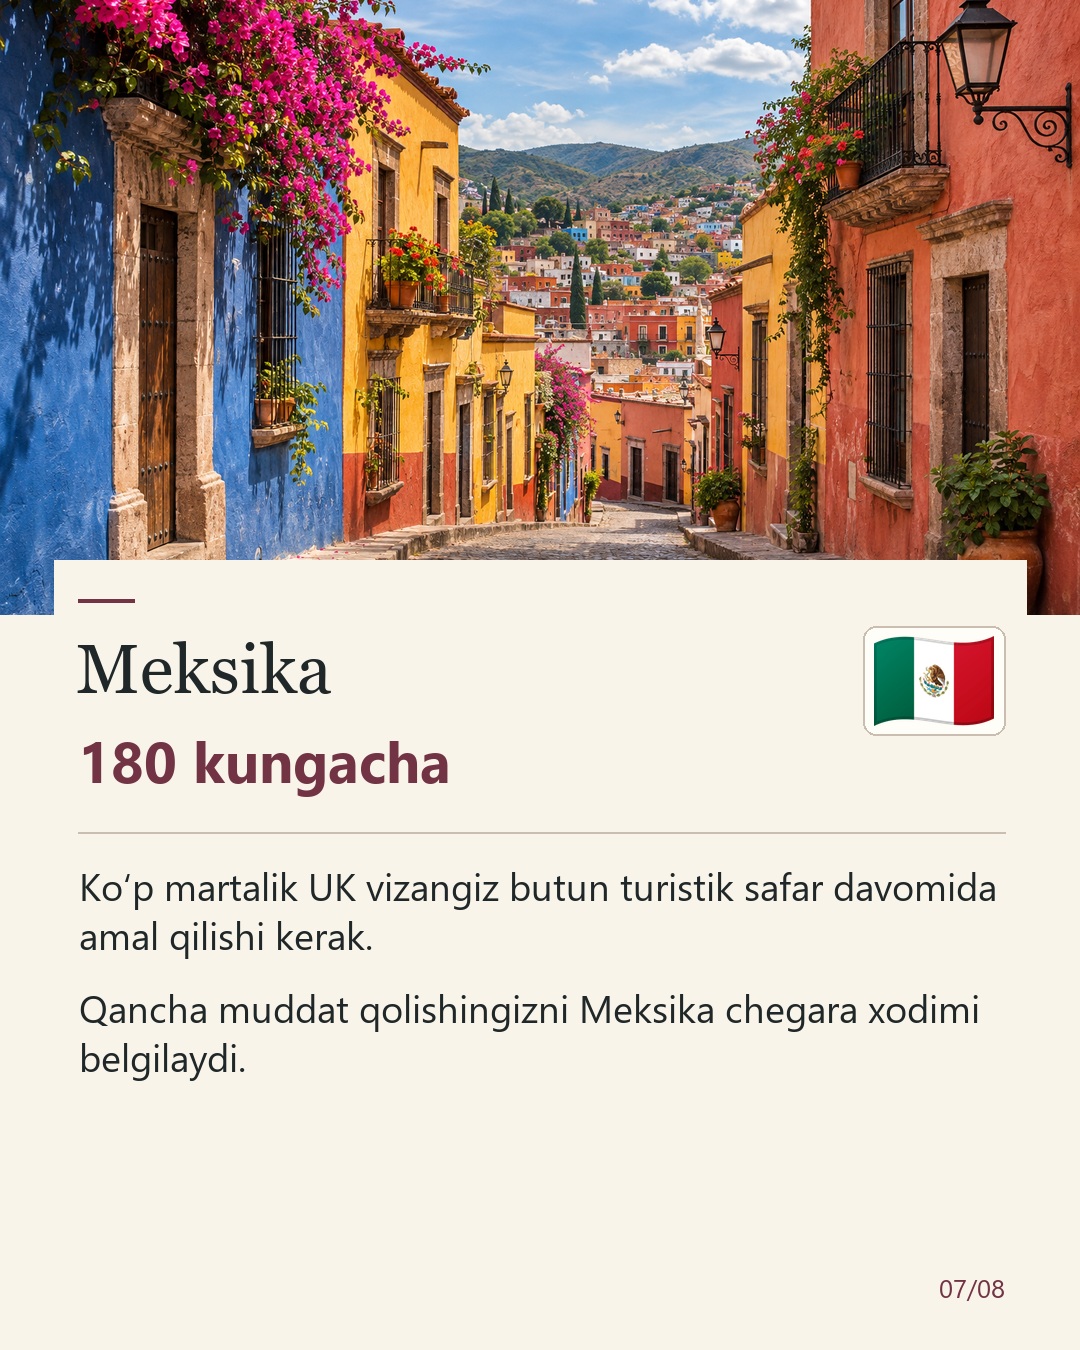 Meksika
180 kungacha
Koʻp martalik UK vizangiz butun turistik safar davomida
amal qilishi kerak.
Qancha muddat qolishingizni Meksika chegara xodimi
belgilaydi.
07/08